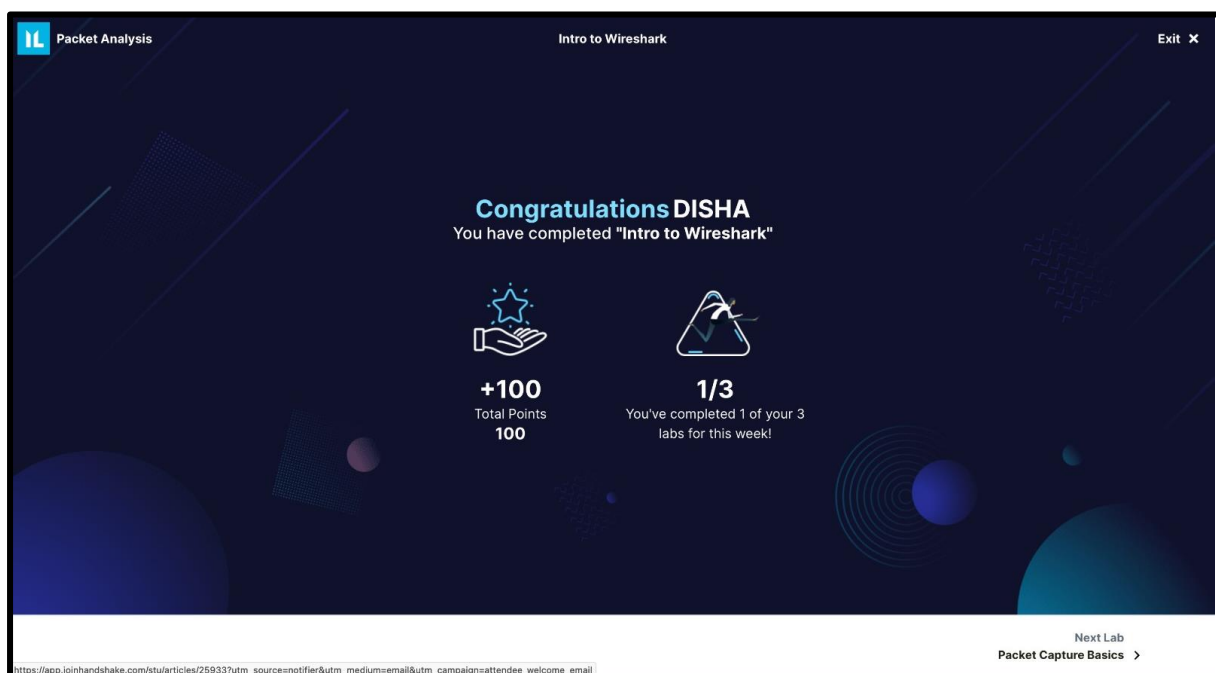 IL Packet Analysis
Intro to Wireshark
Exit ×
Congratulations DISHA
You have completed "Intro to Wireshark"
+100
Total Points
100
1/3
You've completed 1 of your 3
labs for this week!
Next Lab
Packet Capture Basics >
https://app.joinhandshake.com/stu/articles/25933?utm_source=notifier&utm_medium=email&utm_campaign=attendee_welcome_email